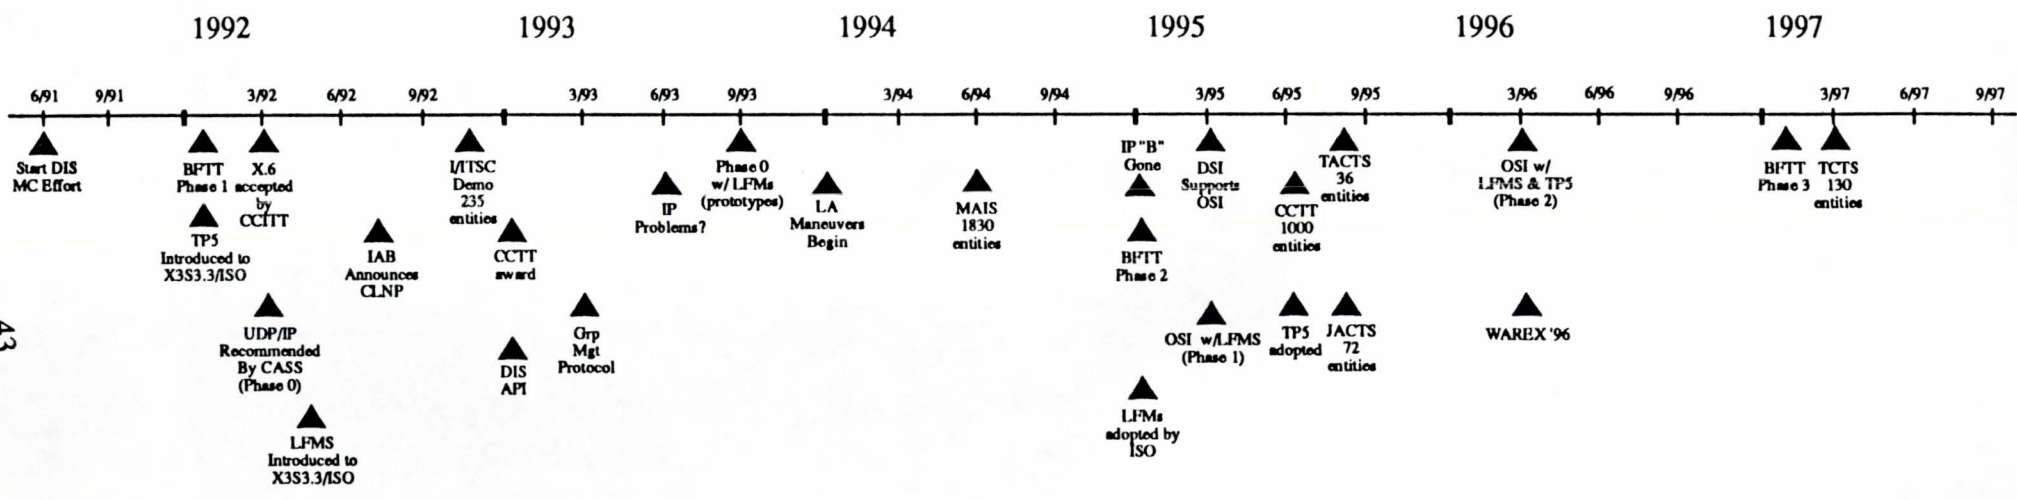 1992 1993 1994 1995 1996 1997
6/91 9/91 3/92 6/92 9/92 3/93 6/93 9/93 3/94 6/94 9/94 3/95 6/95 9/95 3/96 6/96 9/96 3/97 6/97 9/97
Start DIS
MC Effort
BFTT
Phase 1
TP5
Introduced to
X3S3.3/ISO
X.6
accepted
by
CCITT
UDP/IP
Recommended
By CASS
(Phase 0)
LFMS
Introduced to
X3S3.3/ISO
IAB
Announces
CLNP
I/ITSC
Demo
235
entities
CCTT
award
DIS
API
Grp
Mgt
Protocol
IP
Problems?
Phase 0
w/ LFMs
(prototypes)
LA
Maneuvers
Begin
MAIS
1830
entities
IP "B"
Gone
BFTT
Phase 2
LFMs
adopted by
ISO
DSI
Supports
OSI
OSI w/LFMS
(Phase 1)
CCTT
1000
entities
TP5
adopted
TACTS
36
entities
JACTS
72
entities
OSI w/
LFMS & TP5
(Phase 2)
WAREX '96
BFTT
Phase 3
TCTS
130
entities
43